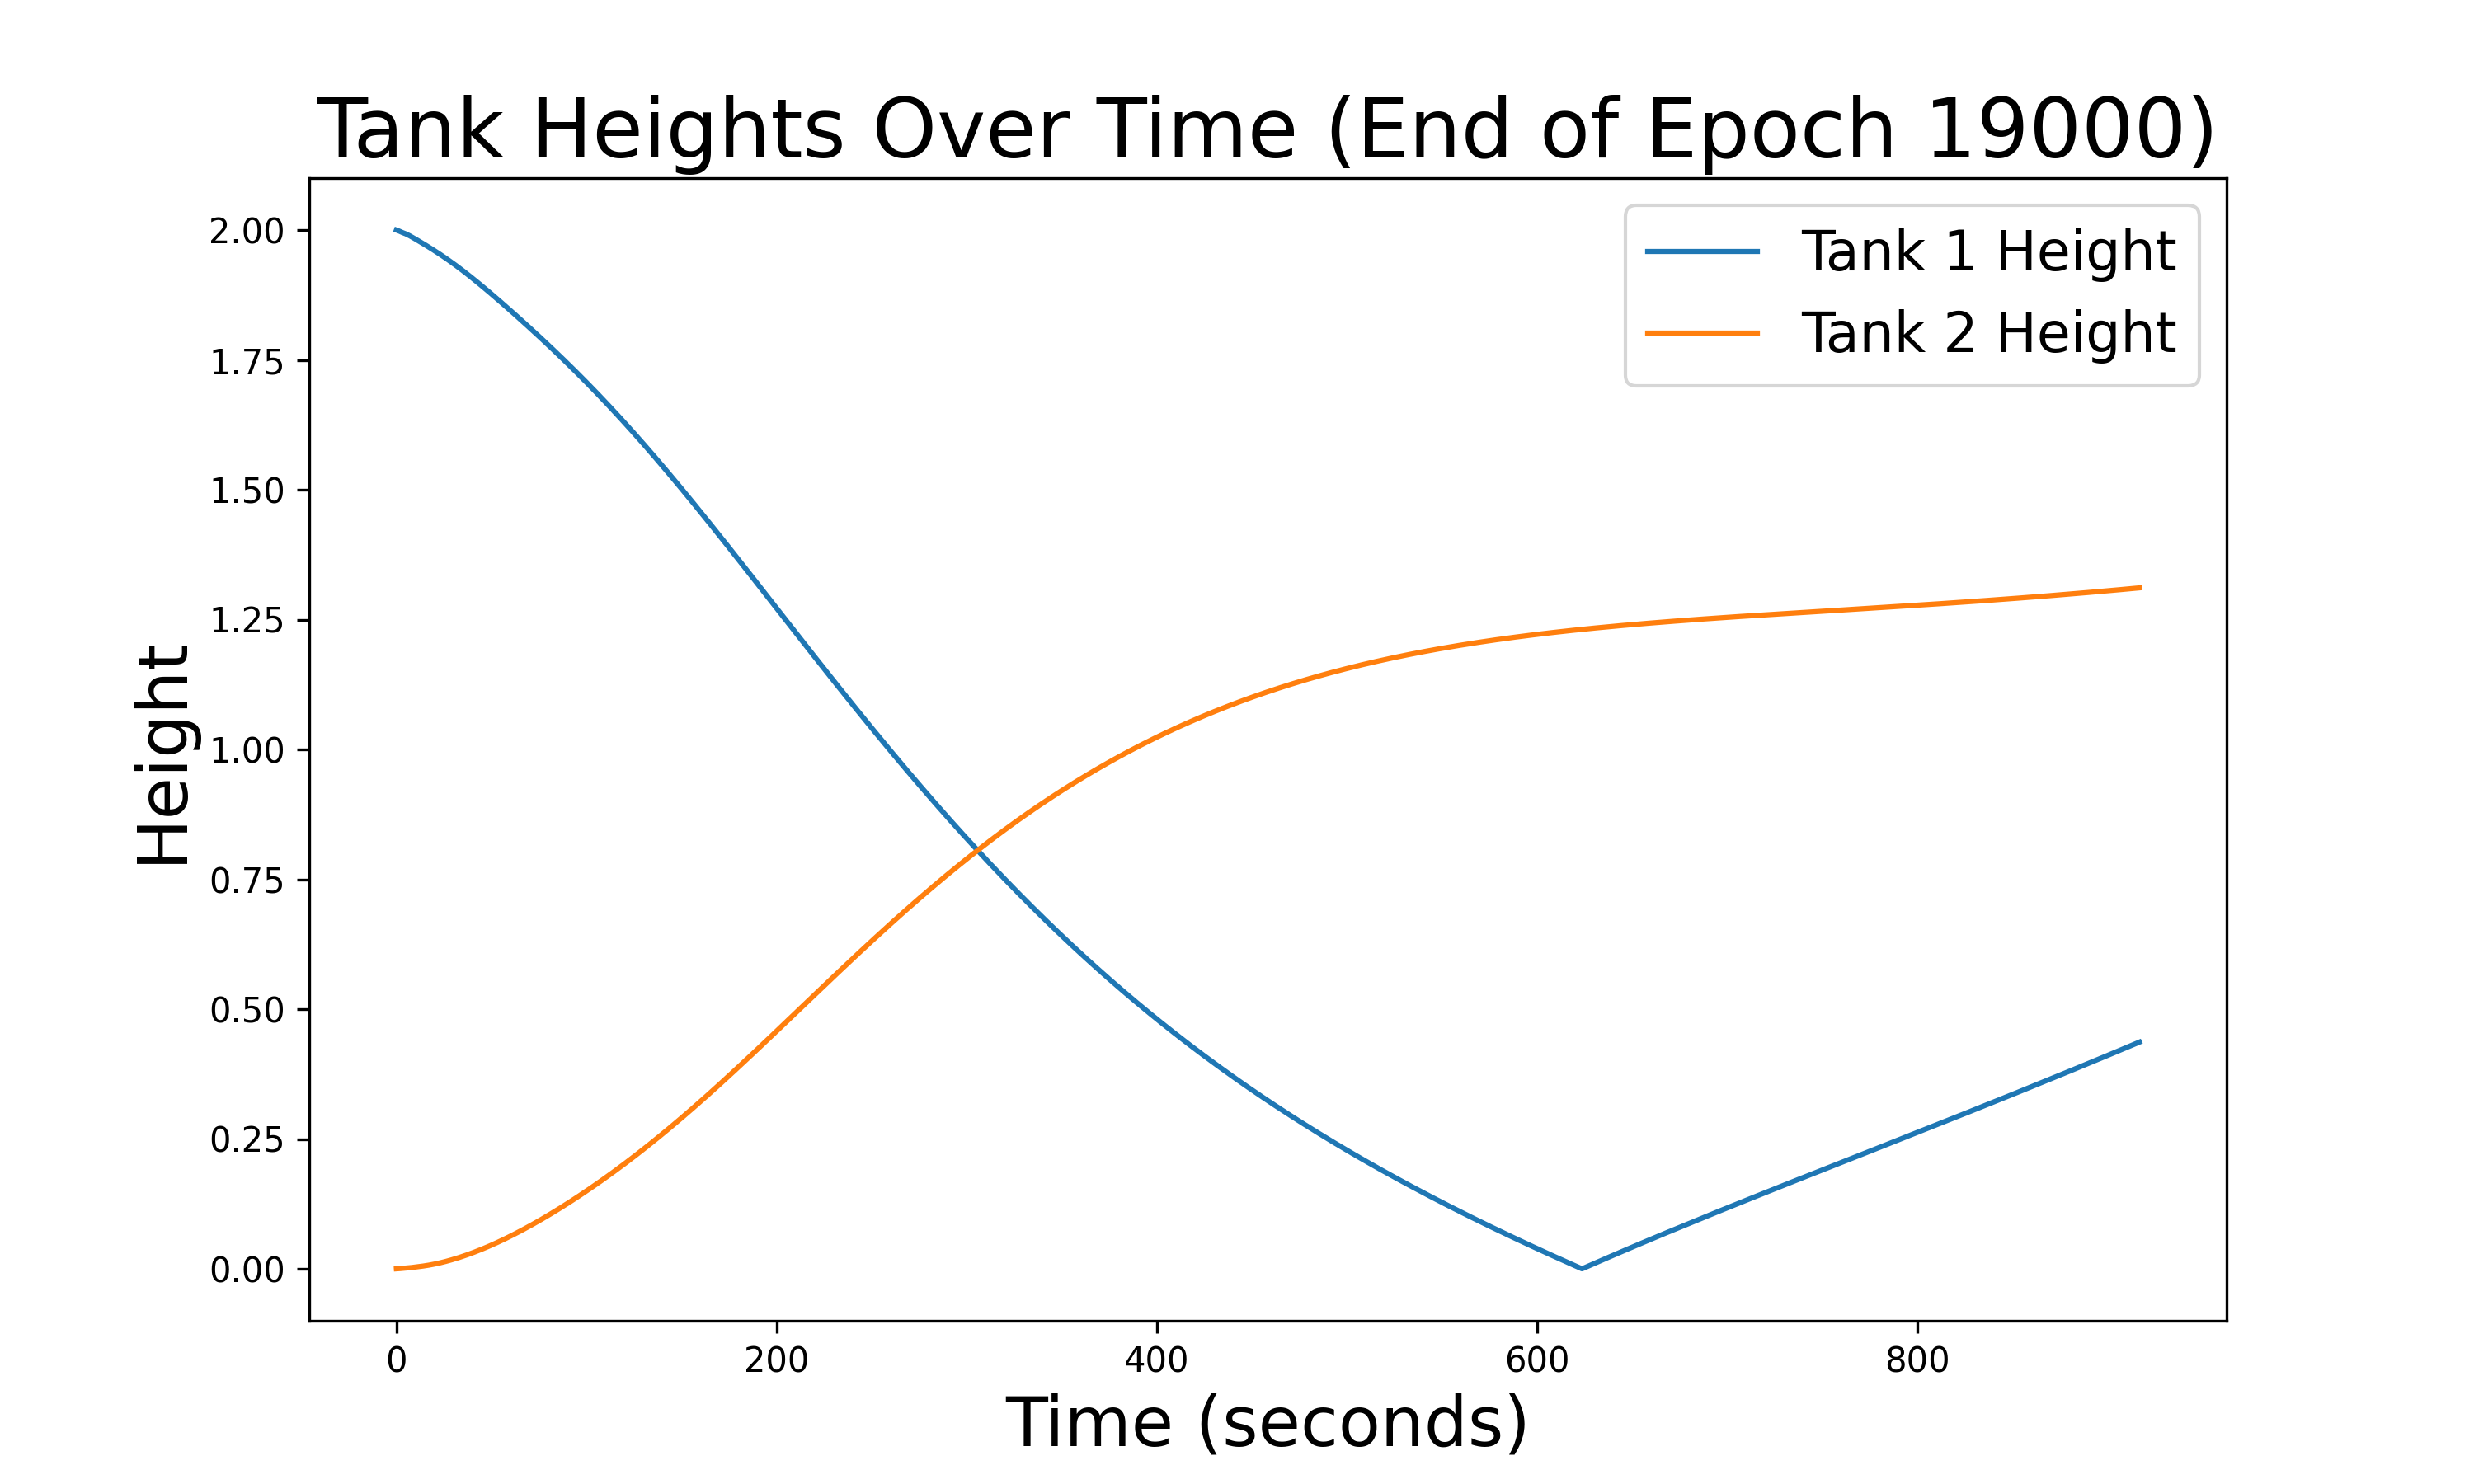 Tank Heights Over Time (End of Epoch 19000)
Tank 1 Height
Tank 2 Height
Height
2.00
1.75
1.50
1.25
1.00
0.75
0.50
0.25
0.00
0 200 400 600 800
Time (seconds)